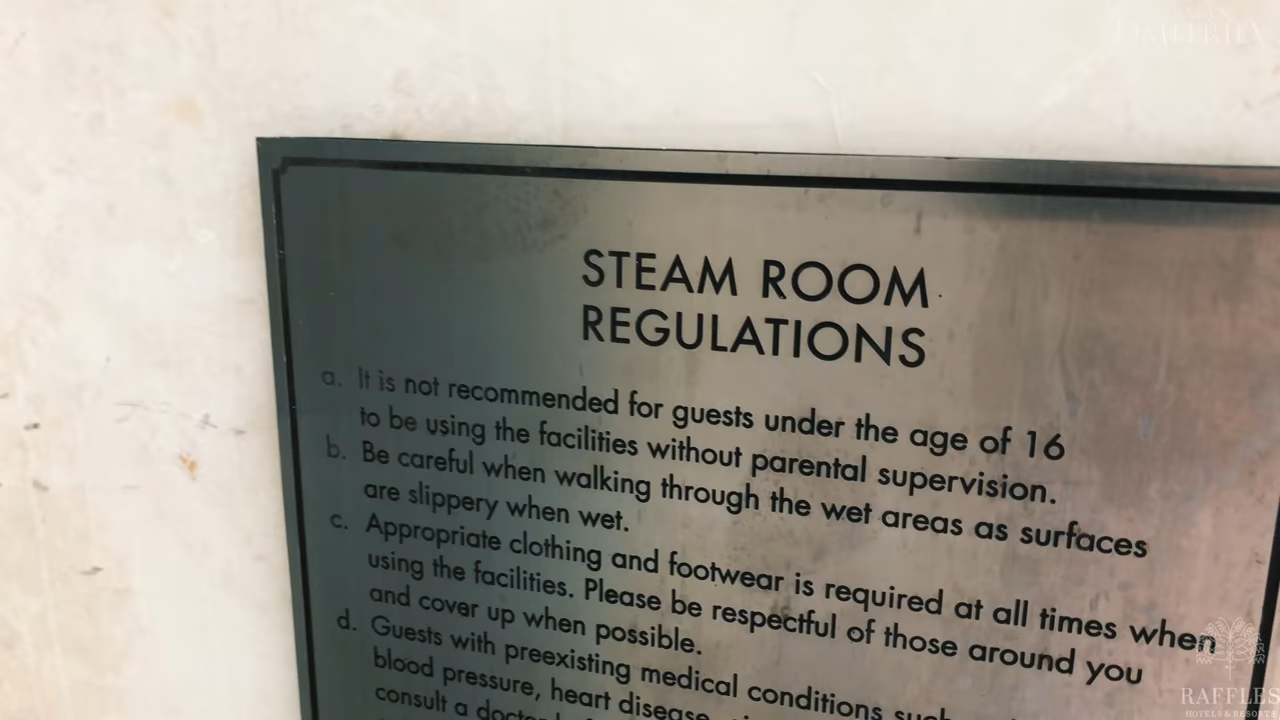 STEAM ROOM
REGULATIONS
a. It is not recommended for guests under the age of 16
to be using the facilities without parental supervision.
b. Be careful when walking through the wet areas as surfaces
are slippery when wet.
c. Appropriate clothing and footwear is required at all times when
using the facilities. Please be respectful of those around you
and cover up when possible.
d. Guests with preexisting medical conditions such
blood pressure, heart disease,
consult a doctor
RAFFLES
HOTELS & RESORTS